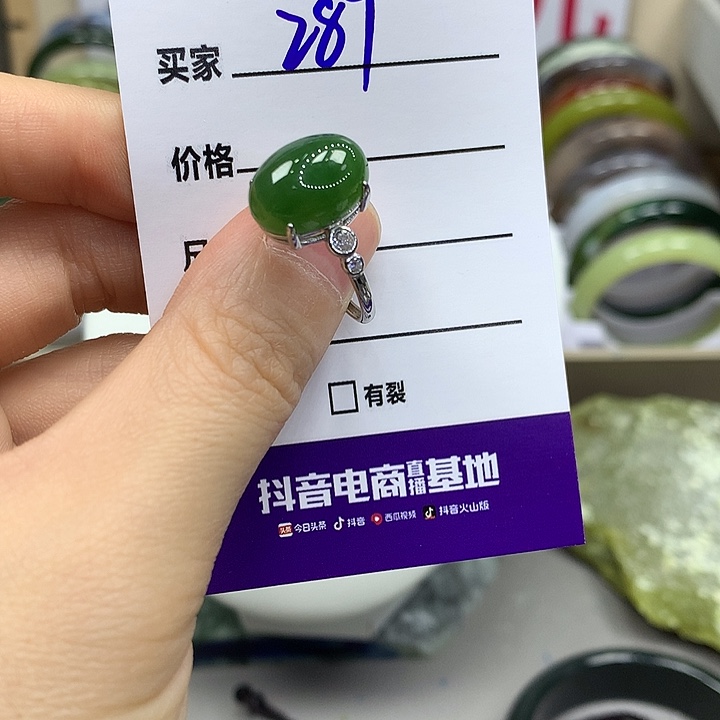 买家 287
价格
有裂
抖音电商直播基地
今日头条 抖音 西瓜视频 抖音火山版